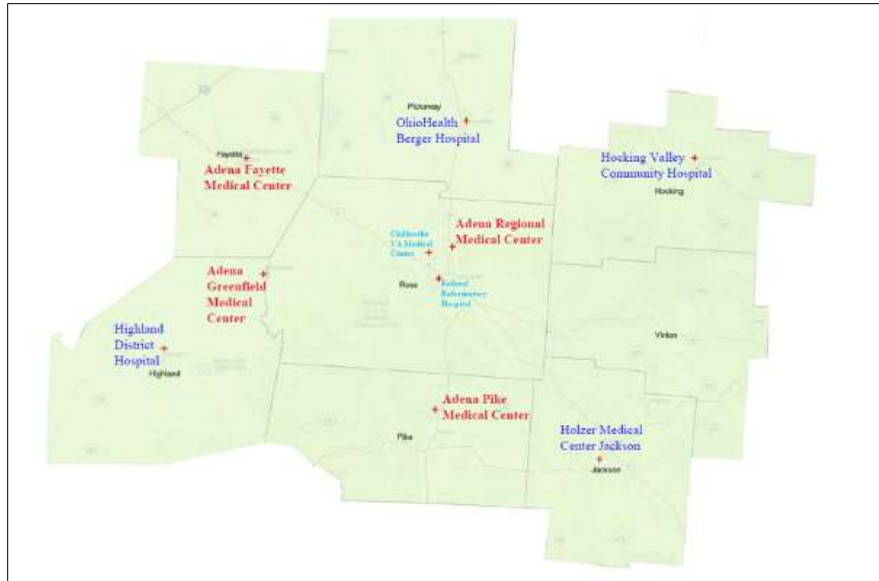 Pickaway
OhioHealth
Berger Hospital
Fayette
Adena Fayette
Medical Center
Hocking Valley
Community Hospital
Hocking
Chillicothe
VA Medical
Center
Adena Regional
Medical Center
Ross
Federal
Reformatory
Hospital
Adena
Greenfield
Medical
Center
Highland
District
Hospital
Highland
Vinton
Adena Pike
Medical Center
Pike
Holzer Medical
Center Jackson
Jackson